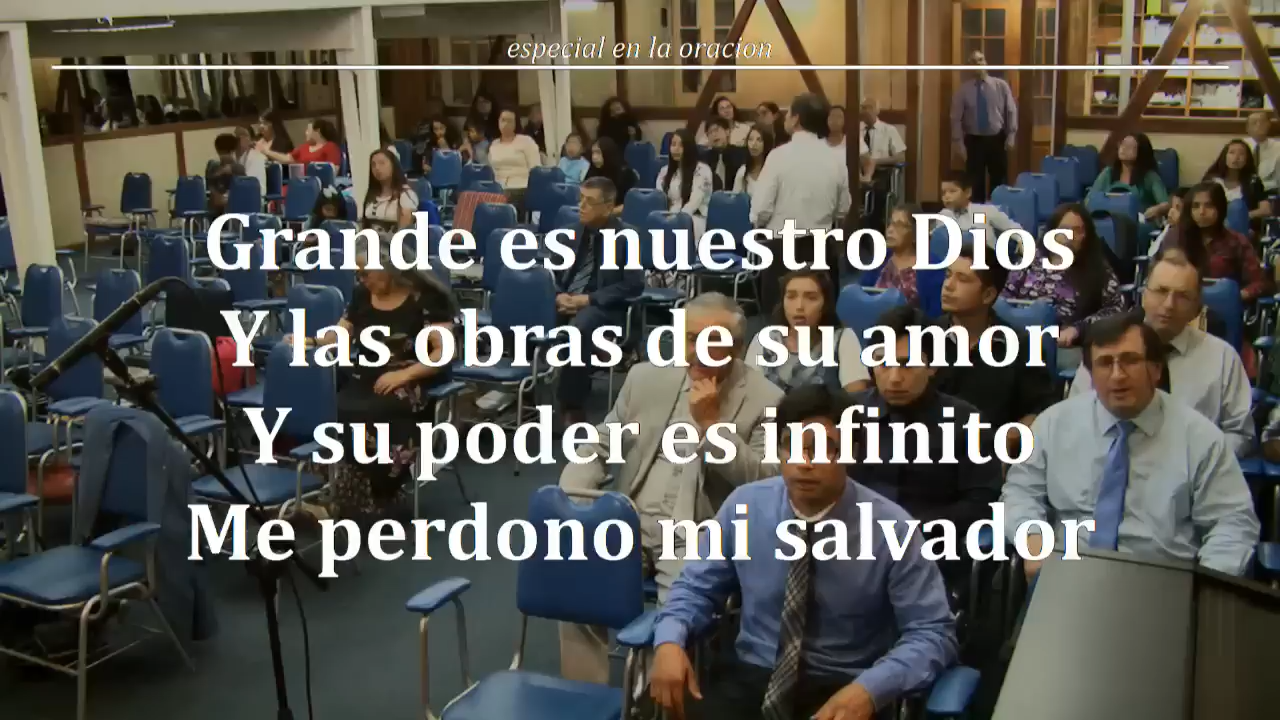 especial en la oracion
Grande es nuestro Dios
Y las obras de su amor
Y su poder es infinito
Me perdono mi salvador